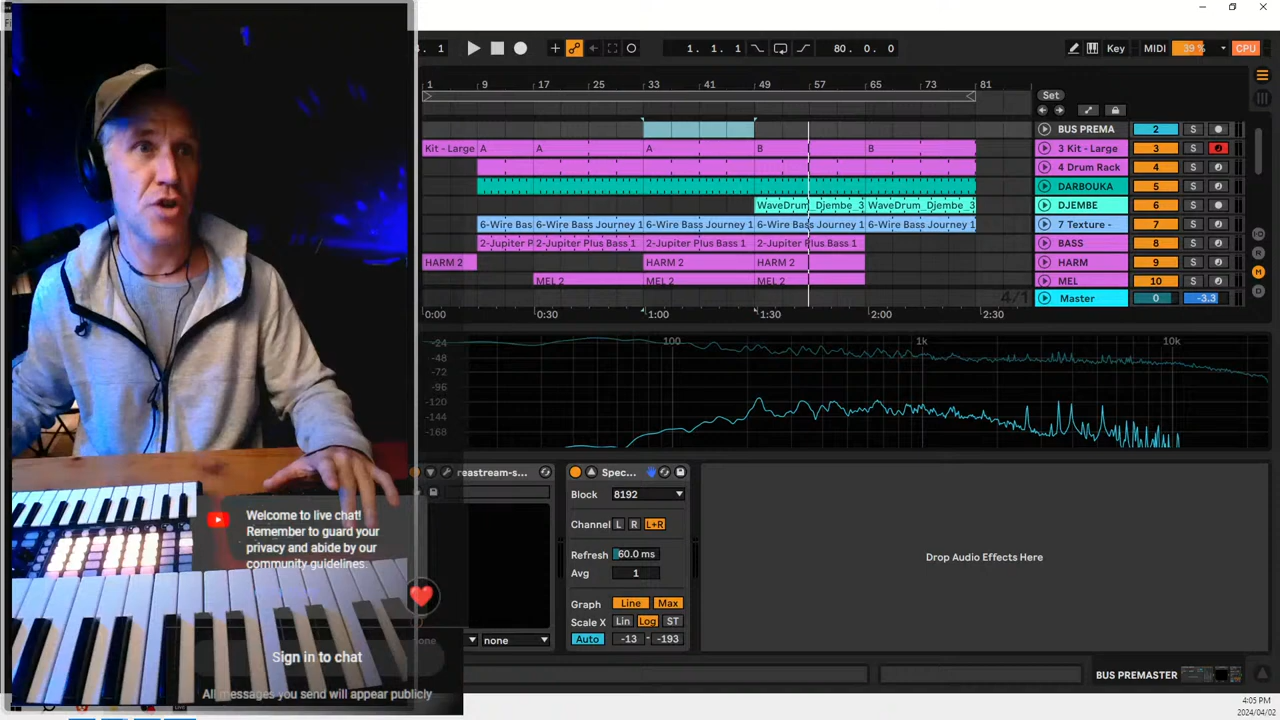 1
1. 1. 1
80. 0. 0
Key
MIDI
39 %
CPU
1 9 17 25 33 41 49 57 65 73 81
Set
BUS PREMA 2 S
Kit - Large A A A B B
3 Kit - Large 3 S
4 Drum Rack 4 S
DARBOUKA 5 S
WaveDrum_Djembe_3 WaveDrum_Djembe_3
DJEMBE 6 S
6-Wire Bas 6-Wire Bass Journey 1 6-Wire Bass Journey 1 6-Wire Bass Journey 1 6-Wire Bass Journey 1
7 Texture - 7 S
2-Jupiter P 2-Jupiter Plus Bass 1 2-Jupiter Plus Bass 1 2-Jupiter Plus Bass 1
BASS 8 S
HARM 2 HARM 2 HARM 2
HARM 9 S
MEL 2 MEL 2 MEL 2
MEL 10 S
4/1
Master 0 -3.3
0:00 0:30 1:00 1:30 2:00 2:30
H
R
M
D
100 1k 10k
-24
-48
-72
-96
-120
-144
-168
reastream-s...
Spec...
Block 8192
Channel L R L+R
Refresh 60.0 ms
Avg 1
Graph Line Max
Scale X Lin Log ST
Auto -13 - -193
none
Drop Audio Effects Here
Welcome to live chat!
Remember to guard your
privacy and abide by our
community guidelines.
Sign in to chat
All messages you send will appear publicly
BUS PREMASTER
4:05 PM
2024/04/02